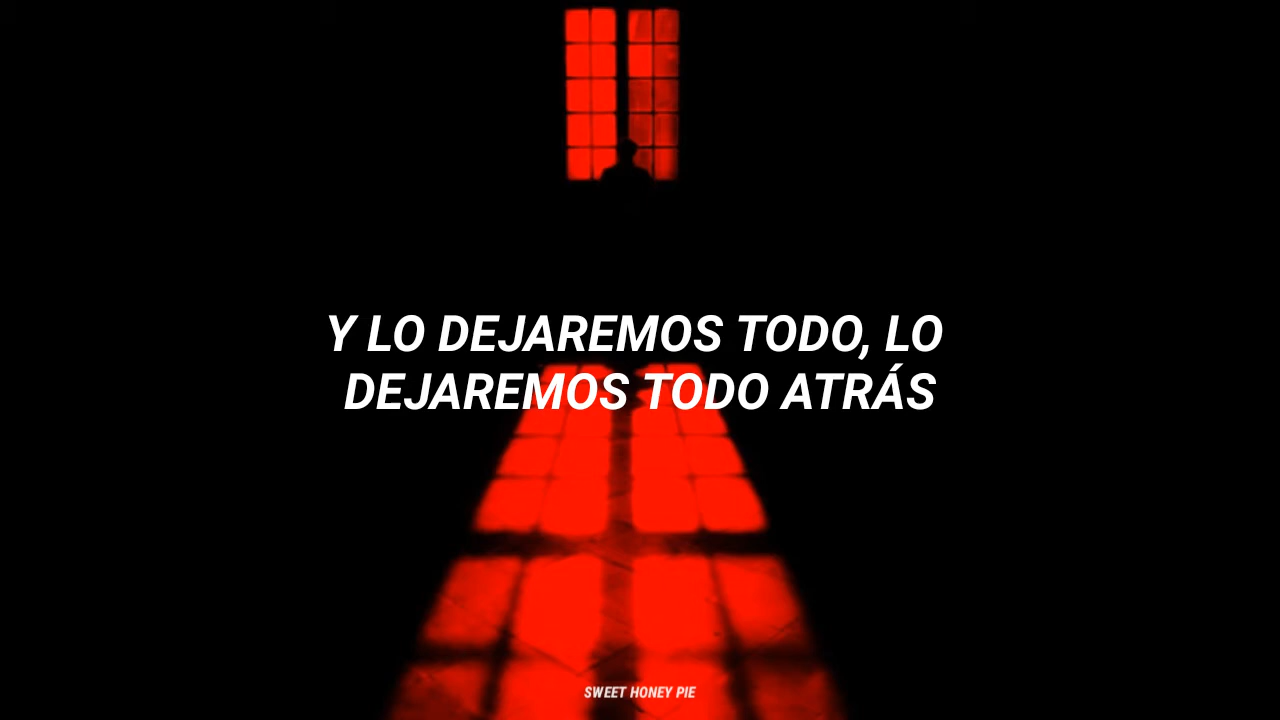 Y LO DEJAREMOS TODO, LO
DEJAREMOS TODO ATRÁS
SWEET HONEY PIE